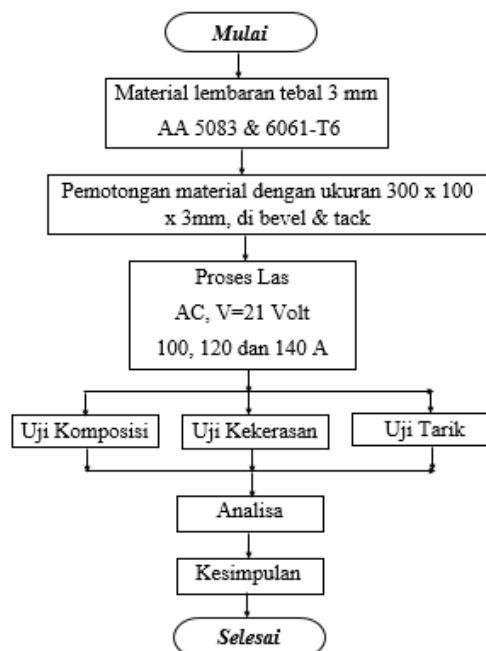 Mulai
Material lembaran tebal 3 mm
AA 5083 & 6061-T6
Pemotongan material dengan ukuran 300 x 100
x 3mm, di bevel & tack
Proses Las
AC, V=21 Volt
100, 120 dan 140 A
Uji Komposisi
Uji Kekerasan
Uji Tarik
Analisa
Kesimpulan
Selesai